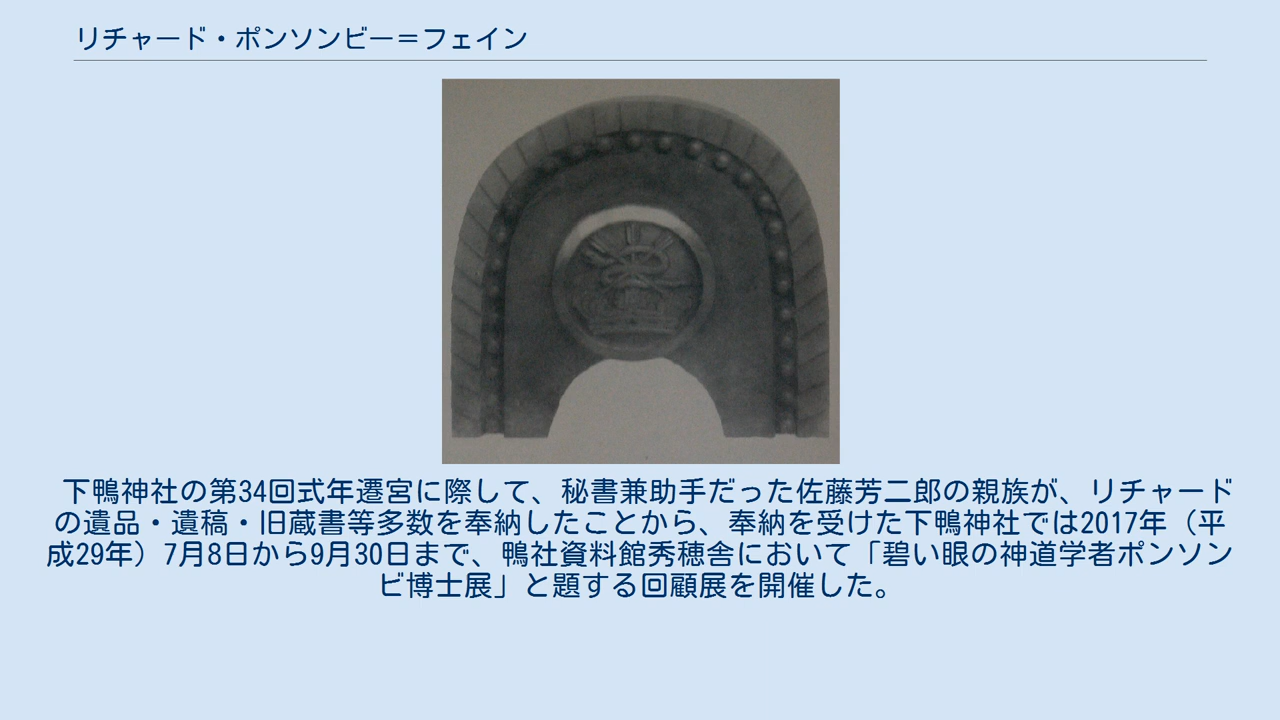 リチャード・ポンソンビー＝フェイン
下鴨神社の第34回式年遷宮に際して、秘書兼助手だった佐藤芳二郎の親族が、リチャード
の遺品・遺稿・旧蔵書等多数を奉納したことから、奉納を受けた下鴨神社では2017年（平
成29年）7月8日から9月30日まで、鴨社資料館秀穂舎において「碧い眼の神道学者ポンソン
ビ博士展」と題する回顧展を開催した。